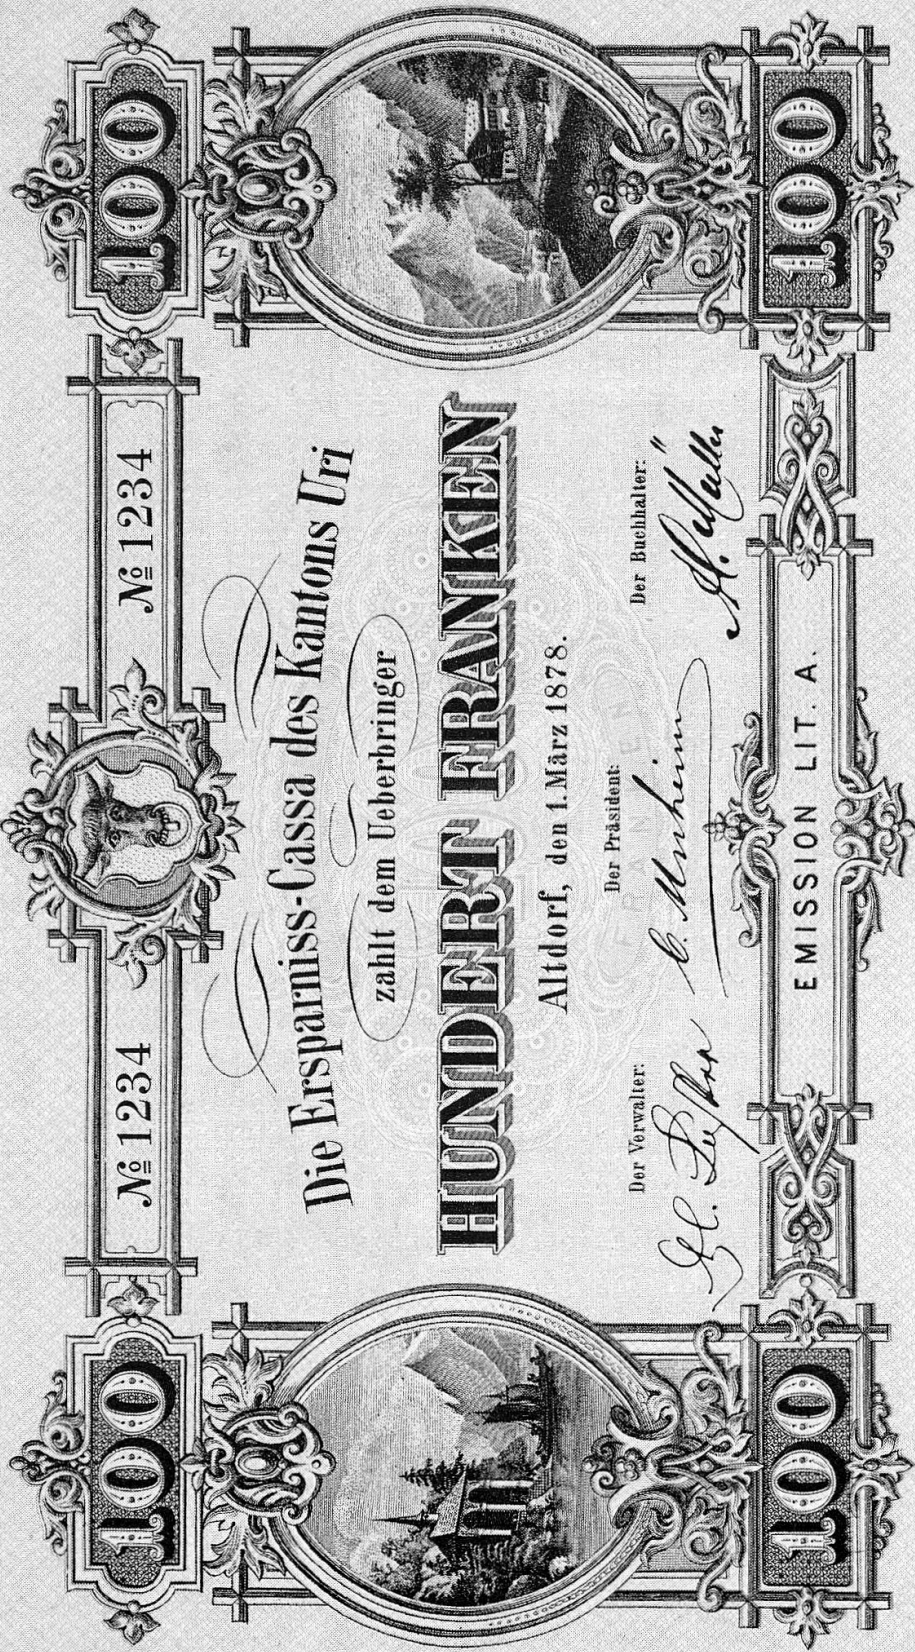 100 № 1234 № 1234 100
Die Ersparniss-Cassa des Kantons Uri
zahlt dem Ueberbringer
HUNDERT FRANKEN
Altdorf, den 1. März 1878.
Der Verwalter: Der Präsident: Der Buchhalter:
100 EMISSION LIT. A. 100